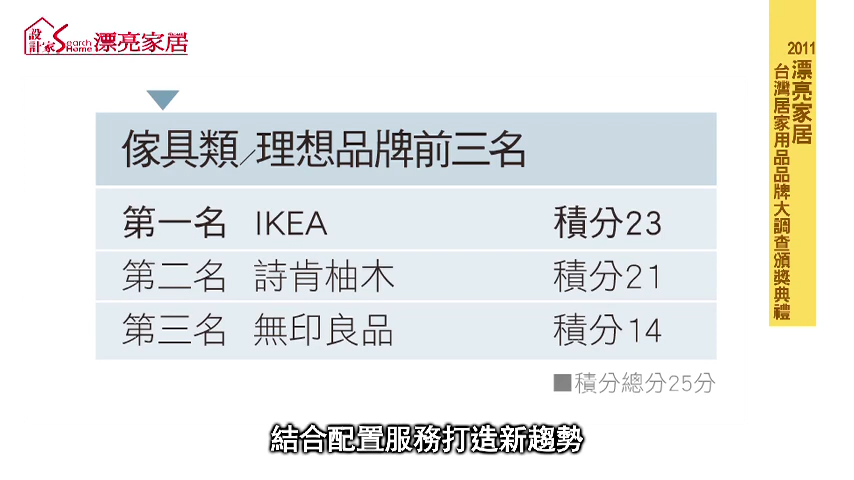 設計家 Search Home 漂亮家居
2011
漂亮家居
台灣居家用品品牌大調查頒獎典禮
傢具類／理想品牌前三名
第一名 IKEA 積分23
第二名 詩肯柚木 積分21
第三名 無印良品 積分14
■積分總分25分
結合配置服務打造新趨勢